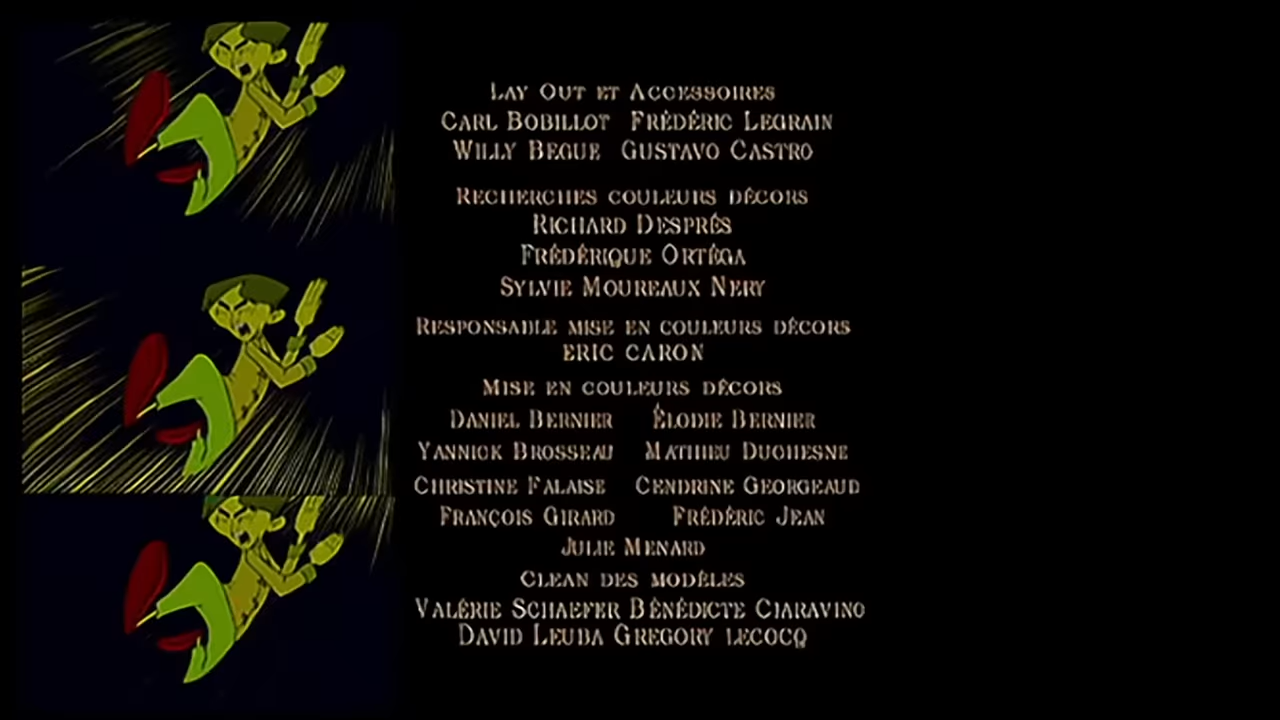 Lay Out et Accessoires
Carl Bobillot Frédéric Legrain
Willy Begue Gustavo Castro
Recherches couleurs décors
Richard Després
Frédérique Ortéga
Sylvie Moureaux Nery
Responsable mise en couleurs décors
Eric Caron
Mise en couleurs décors
Daniel Bernier Élodie Bernier
Yannick Brosseau Mathieu Duchesne
Christine Falaise Cendrine Georgeaud
François Girard Frédéric Jean
Julie Menard
Clean des modèles
Valérie Schaefer Bénédicte Ciaravino
David Leuba Gregory Lecocq